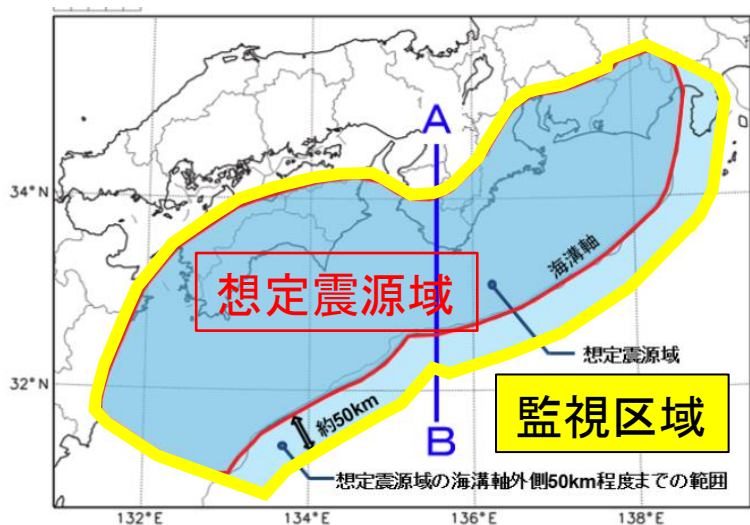 A
34°N
海溝軸
想定震源域
想定震源域
32°N
約50km
監視区域
B
想定震源域の海溝軸外側50km程度までの範囲
132°E
134°E
136°E
138°E